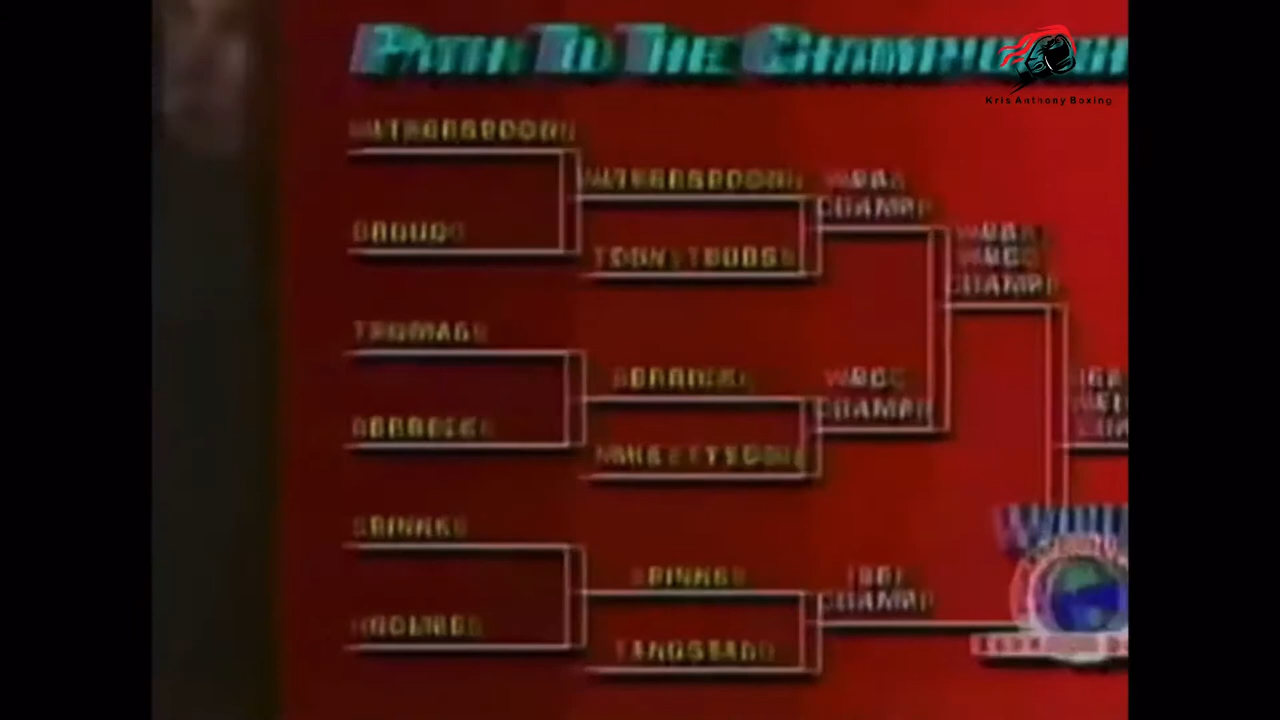 PATH TO THE CHAMPIONSHIP
Kris Anthony Boxing
WITHERSPOON
BRUNO
WITHERSPOON
TONY TUBBS
WBA
CHAMP
WBA
WBC
CHAMP
THOMAS
BERBICK
BERBICK
MIKE TYSON
WBC
CHAMP
SPINKS
HOLMES
SPINKS
TANGSTAD
IBF
CHAMP